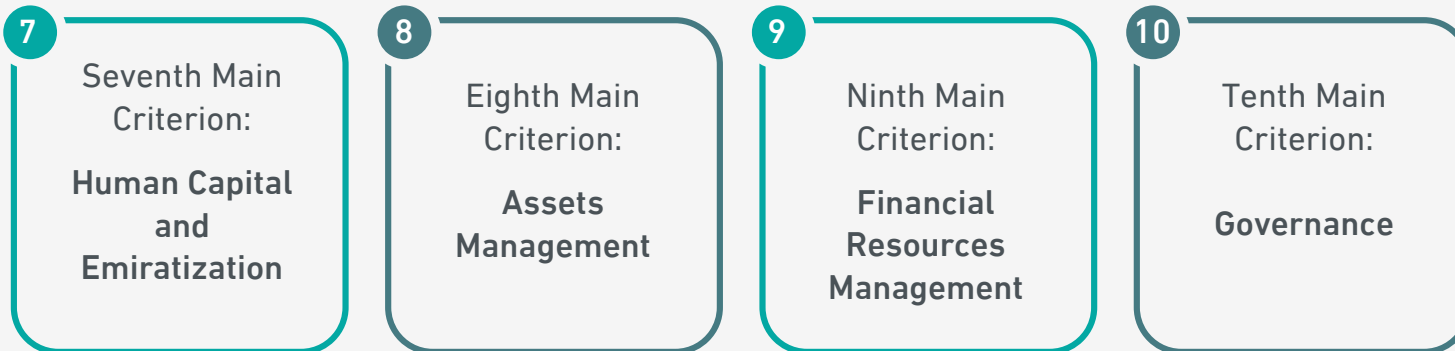 7
Seventh Main
Criterion:
Human Capital
and
Emiratization
8
Eighth Main
Criterion:
Assets
Management
9
Ninth Main
Criterion:
Financial
Resources
Management
10
Tenth Main
Criterion:
Governance